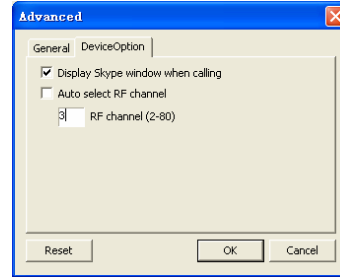 Advanced
General DeviceOption
Display Skype window when calling
Auto select RF channel
3 RF channel (2-80)
Reset OK Cancel